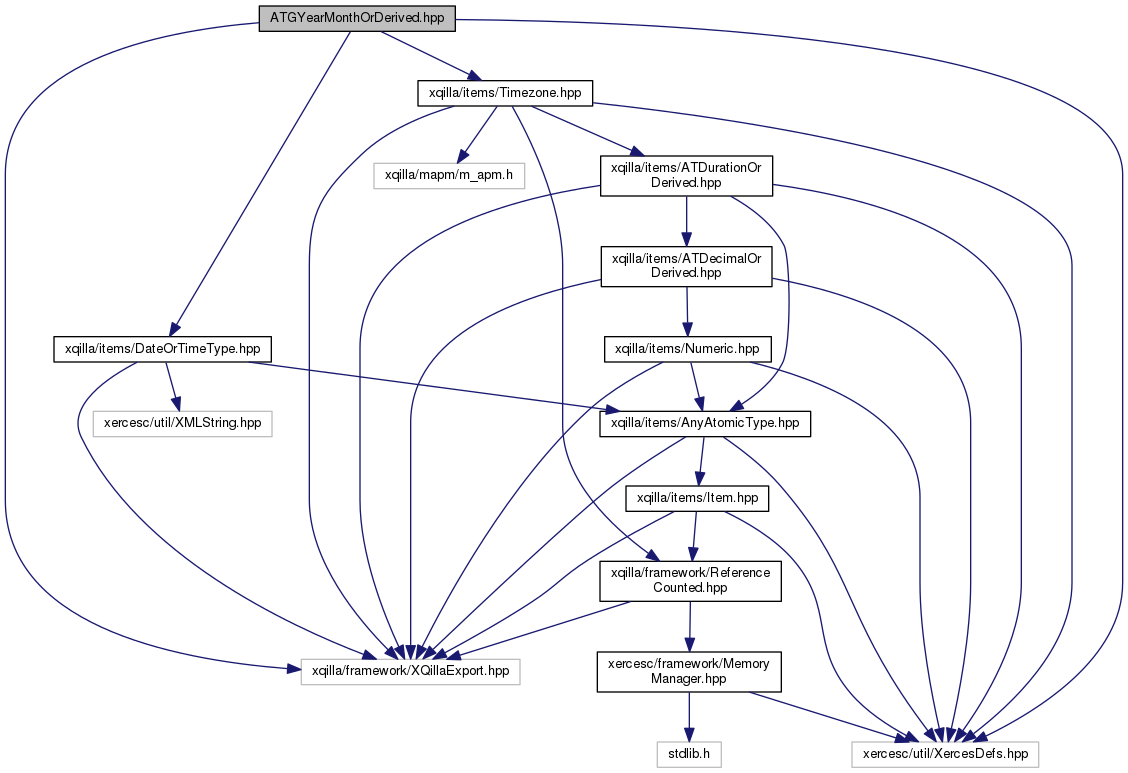 ATGYearMonthOrDerived.hpp
xqilla/items/Timezone.hpp
xqilla/mapm/m_apm.h
xqilla/items/ATDurationOr
Derived.hpp
xqilla/items/ATDecimalOr
Derived.hpp
xqilla/items/DateOrTimeType.hpp
xqilla/items/Numeric.hpp
xercesc/util/XMLString.hpp
xqilla/items/AnyAtomicType.hpp
xqilla/items/Item.hpp
xqilla/framework/Reference
Counted.hpp
xqilla/framework/XQillaExport.hpp
xercesc/framework/Memory
Manager.hpp
stdlib.h
xercesc/util/XercesDefs.hpp